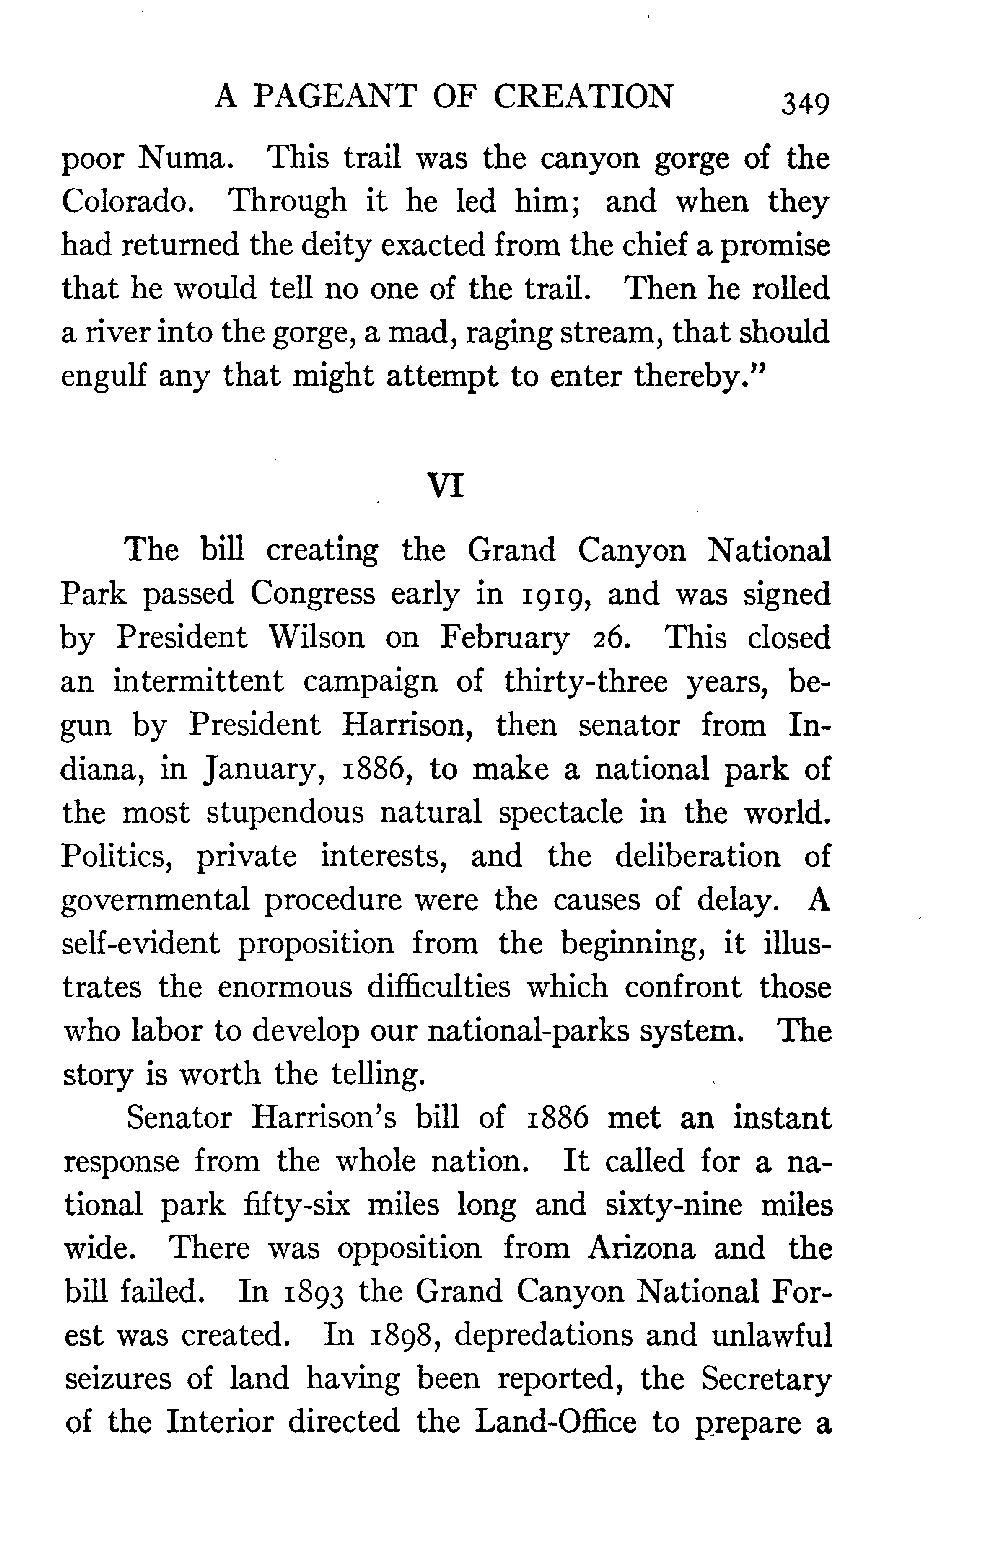 A PAGEANT OF CREATION 349
poor Numa. This trail was the canyon gorge of the
Colorado. Through it he led him; and when they
had returned the deity exacted from the chief a promise
that he would tell no one of the trail. Then he rolled
a river into the gorge, a mad, raging stream, that should
engulf any that might attempt to enter thereby."
VI
The bill creating the Grand Canyon National
Park passed Congress early in 1919, and was signed
by President Wilson on February 26. This closed
an intermittent campaign of thirty-three years, be-
gun by President Harrison, then senator from In-
diana, in January, 1886, to make a national park of
the most stupendous natural spectacle in the world.
Politics, private interests, and the deliberation of
governmental procedure were the causes of delay. A
self-evident proposition from the beginning, it illus-
trates the enormous difficulties which confront those
who labor to develop our national-parks system. The
story is worth the telling.
Senator Harrison's bill of 1886 met an instant
response from the whole nation. It called for a na-
tional park fifty-six miles long and sixty-nine miles
wide. There was opposition from Arizona and the
bill failed. In 1893 the Grand Canyon National For-
est was created. In 1898, depredations and unlawful
seizures of land having been reported, the Secretary
of the Interior directed the Land-Office to prepare a